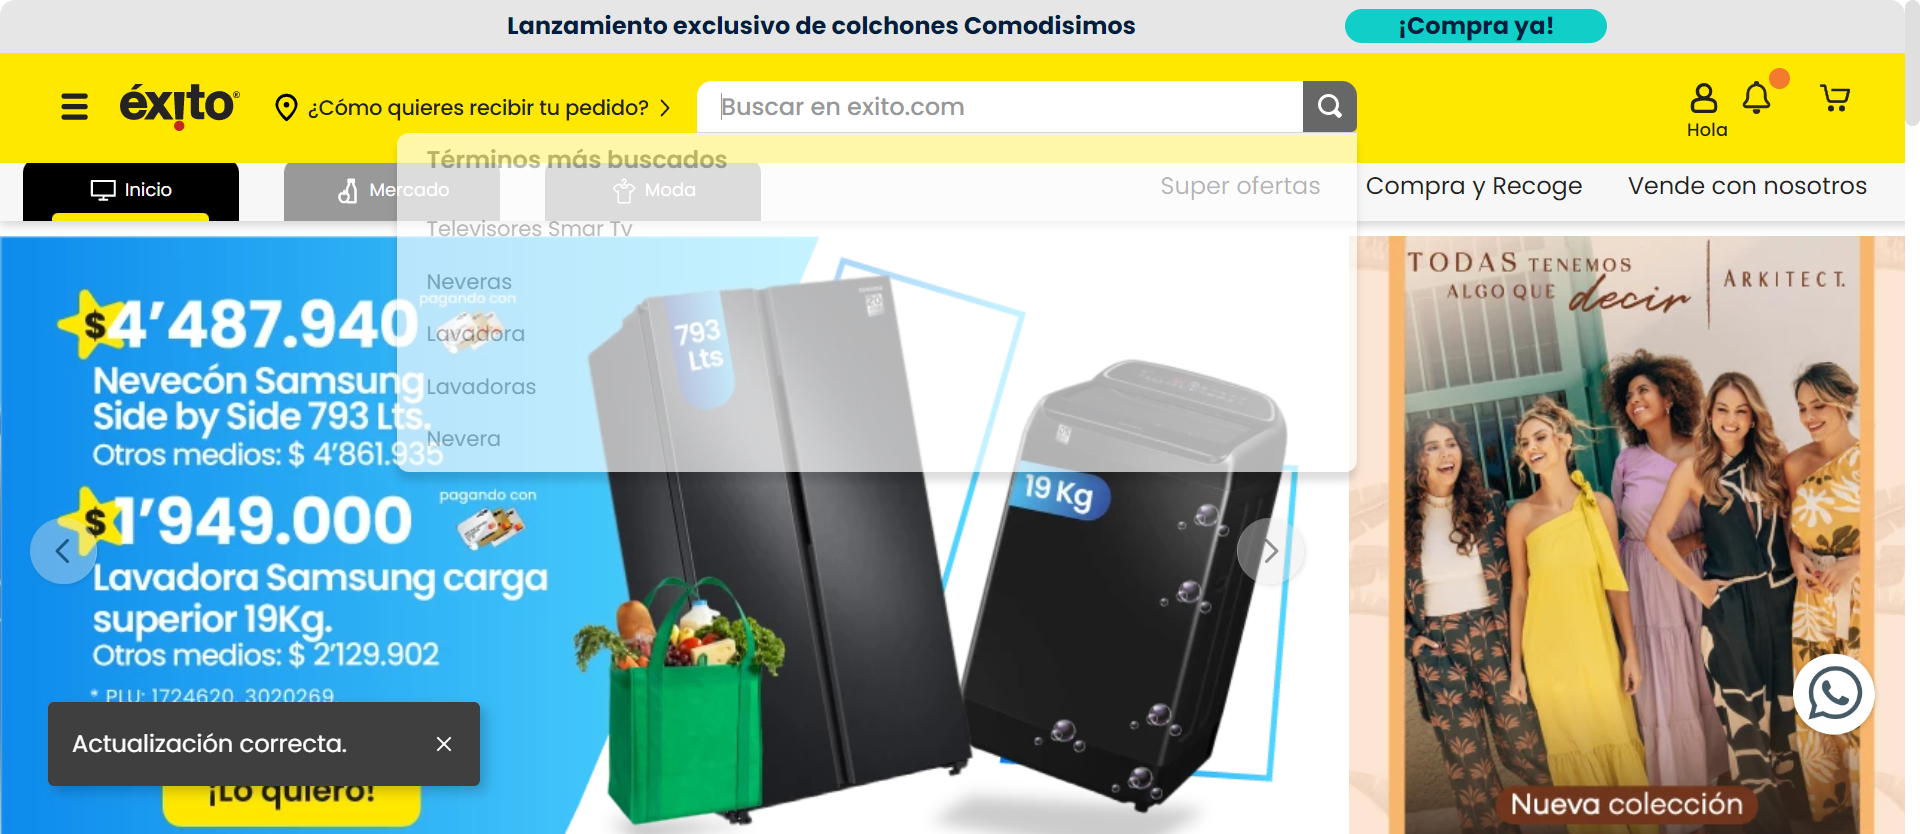 Lanzamiento exclusivo de colchones Comodisimos
¡Compra ya!
éxito®
¿Cómo quieres recibir tu pedido?
Buscar en exito.com
Hola
Términos más buscados
Inicio
Mercado
Moda
Super ofertas
Compra y Recoge
Vende con nosotros
Televisores Smar Tv
Neveras
Lavadora
Lavadoras
Nevera
$4'487.940
pagando con
Nevecón Samsung
Side by Side 793 Lts.
Otros medios: $ 4'861.935
$1'949.000
pagando con
Lavadora Samsung carga
superior 19Kg.
Otros medios: $ 2'129.902
* PLU: 1724620, 3020269.
Actualización correcta.
¡Lo quiero!
793
Lts
19 Kg
TODAS TENEMOS
ALGO QUE decir
ARKITECT.
Nueva colección